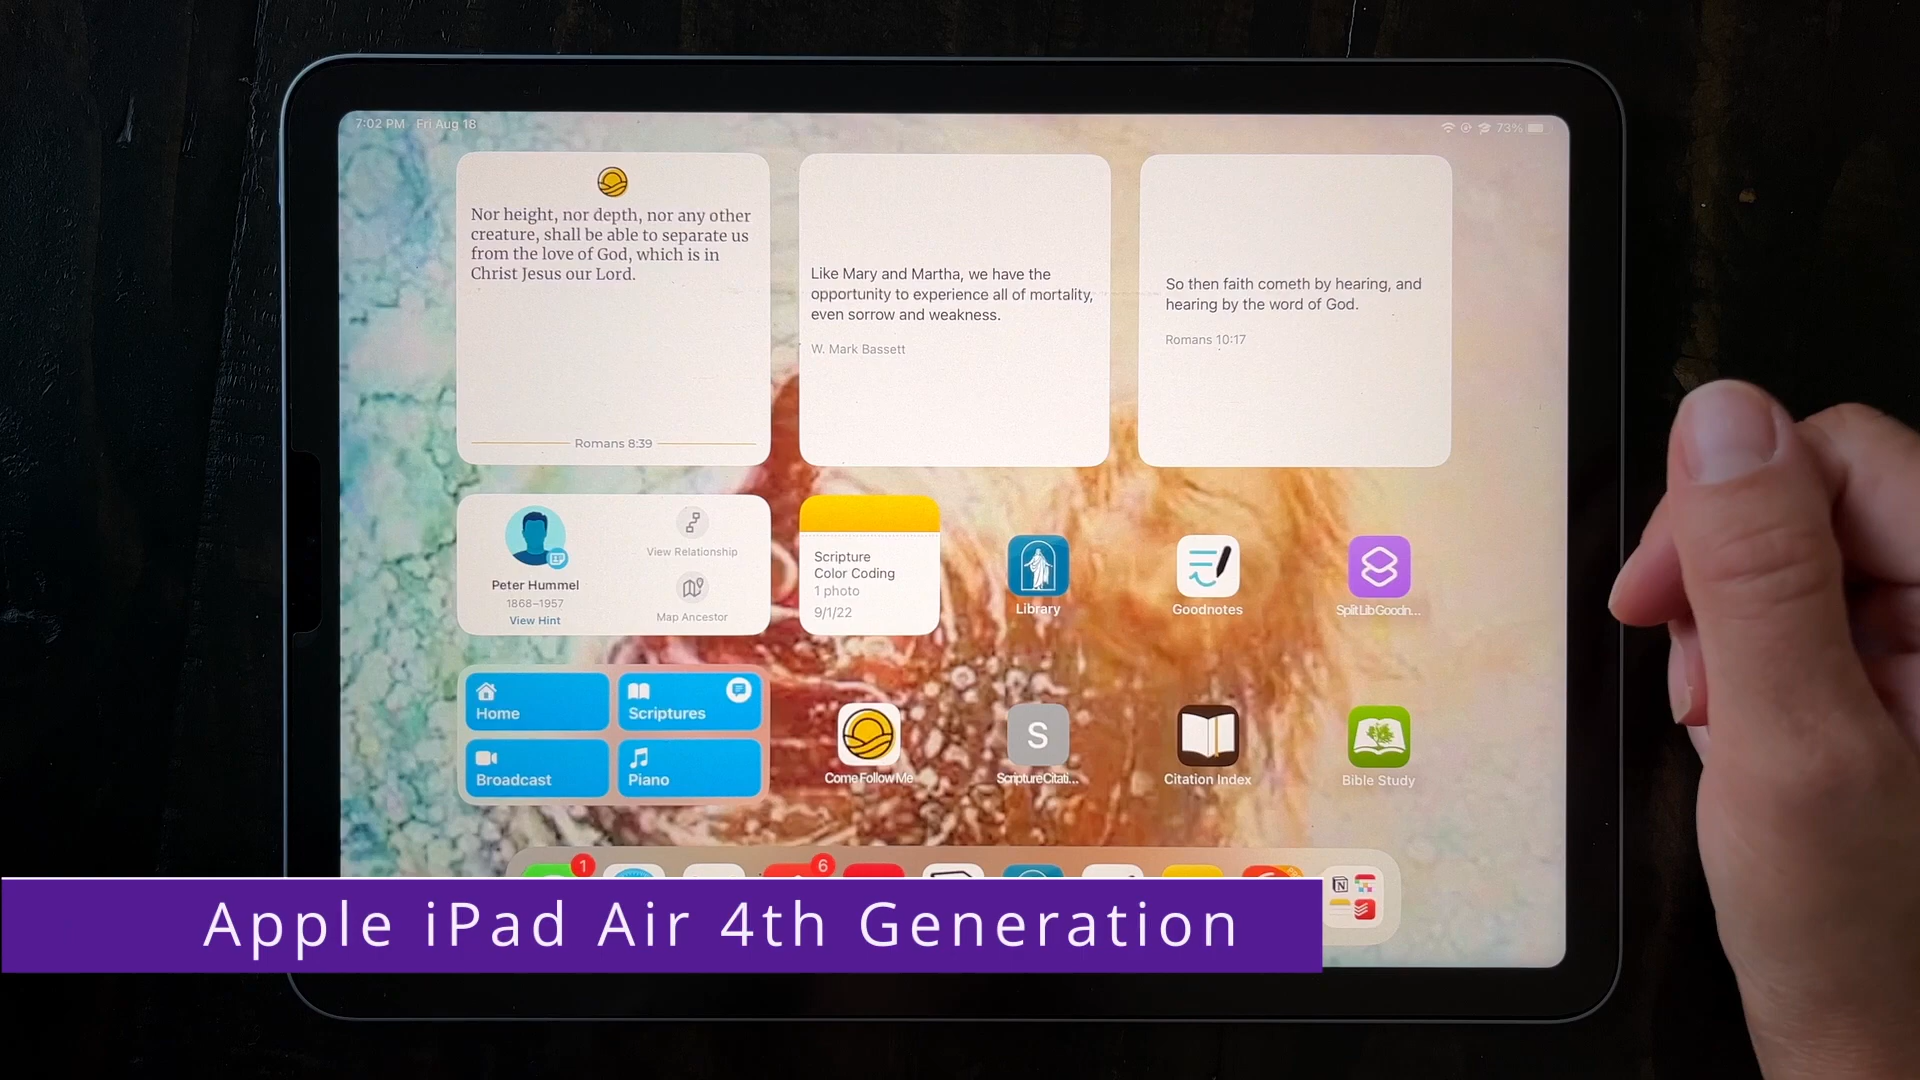 7:02 PM Fri Aug 18
73%
Nor height, nor depth, nor any other
creature, shall be able to separate us
from the love of God, which is in
Christ Jesus our Lord.
Romans 8:39
Like Mary and Martha, we have the
opportunity to experience all of mortality,
even sorrow and weakness.
W. Mark Bassett
So then faith cometh by hearing, and
hearing by the word of God.
Romans 10:17
Peter Hummel
1868–1957
View Hint
View Relationship
Map Ancestor
Scripture
Color Coding
1 photo
9/1/22
Library
Goodnotes
SplitLibGoodn...
Home
Scriptures
Broadcast
Piano
Come Follow Me
S
ScriptureCitati...
Citation Index
Bible Study
1
6
N
Apple iPad Air 4th Generation